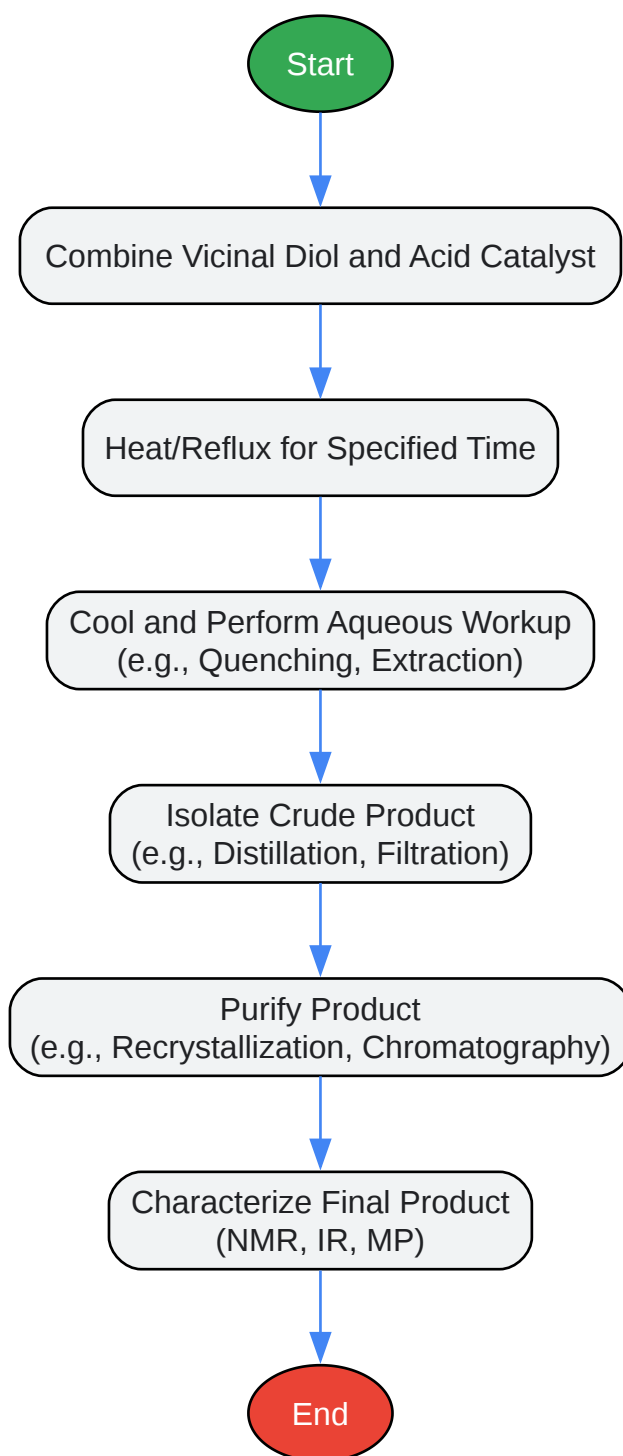 Start
Combine Vicinal Diol and Acid Catalyst
Heat/Reflux for Specified Time
Cool and Perform Aqueous Workup
(e.g., Quenching, Extraction)
Isolate Crude Product
(e.g., Distillation, Filtration)
Purify Product
(e.g., Recrystallization, Chromatography)
Characterize Final Product
(NMR, IR, MP)
End